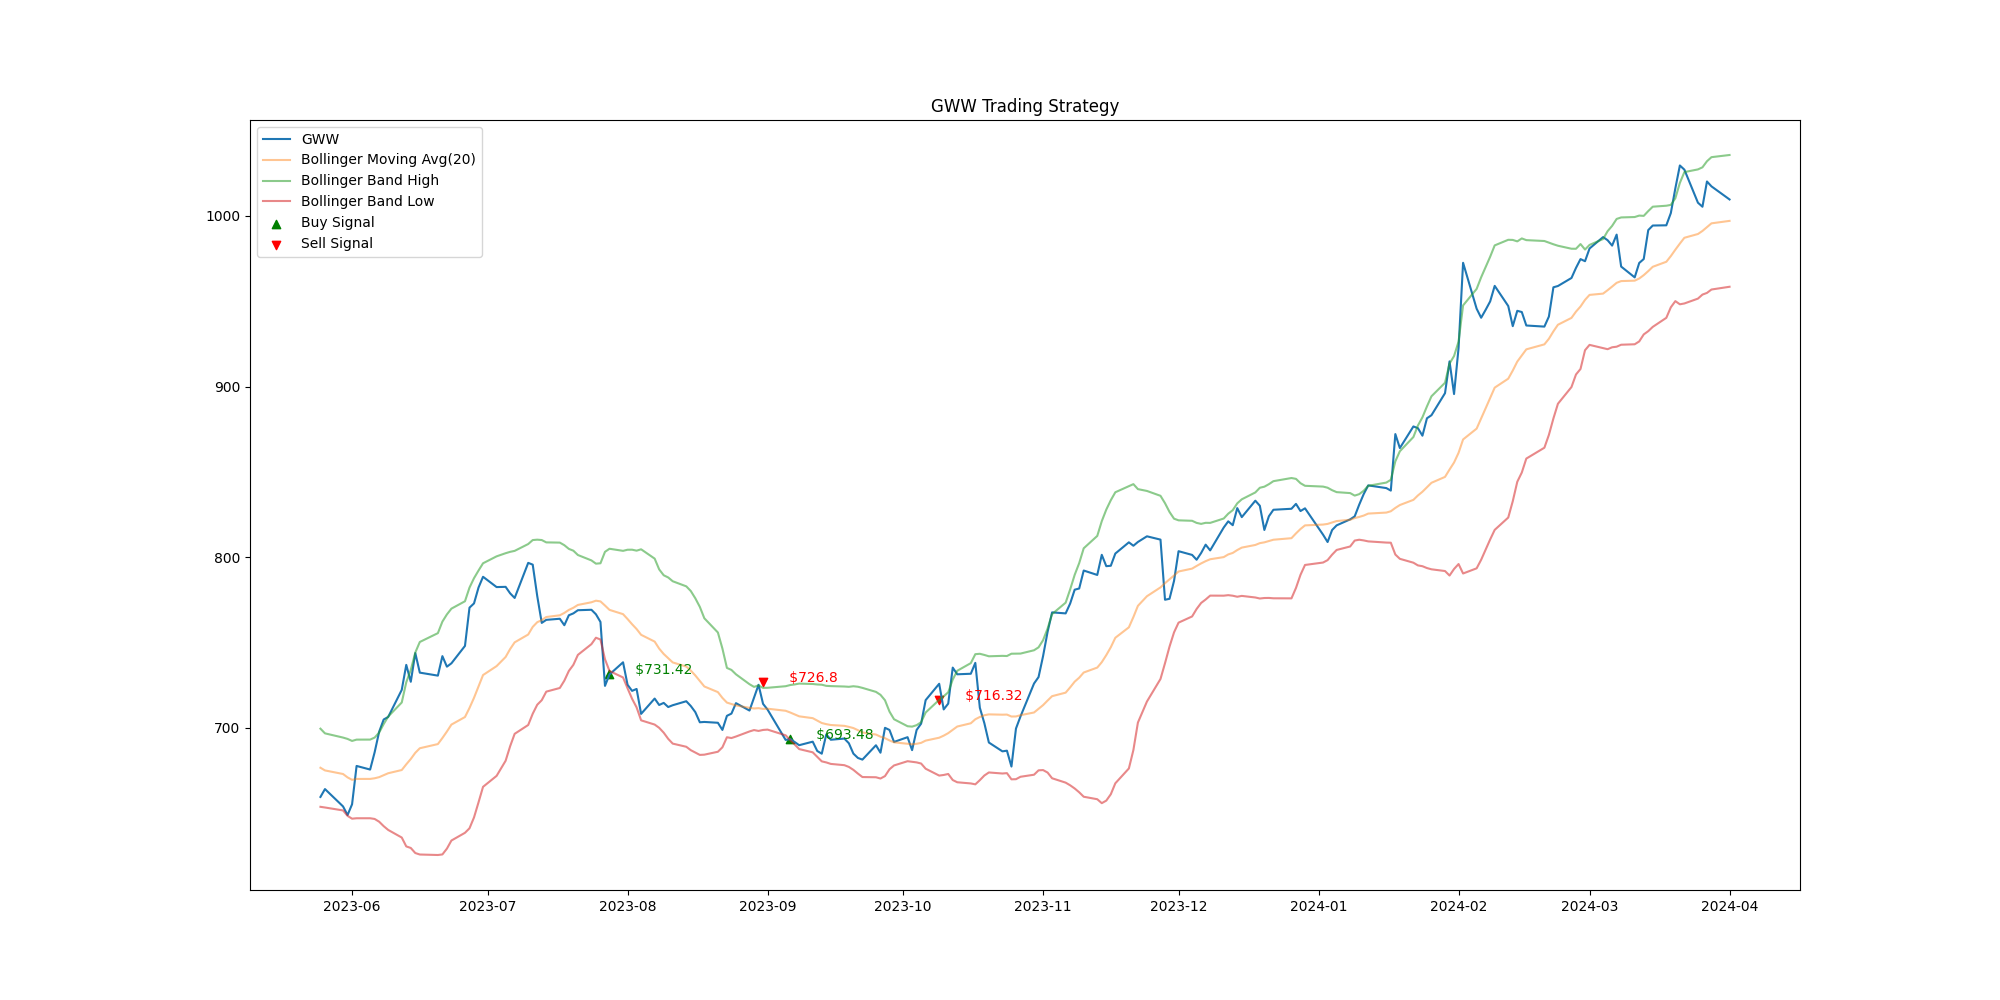 GWW Trading Strategy
GWW
Bollinger Moving Avg(20)
Bollinger Band High
Bollinger Band Low
Buy Signal
Sell Signal
1000
900
800
700
$731.42
$726.8
$693.48
$716.32
2023-06 2023-07 2023-08 2023-09 2023-10 2023-11 2023-12 2024-01 2024-02 2024-03 2024-04